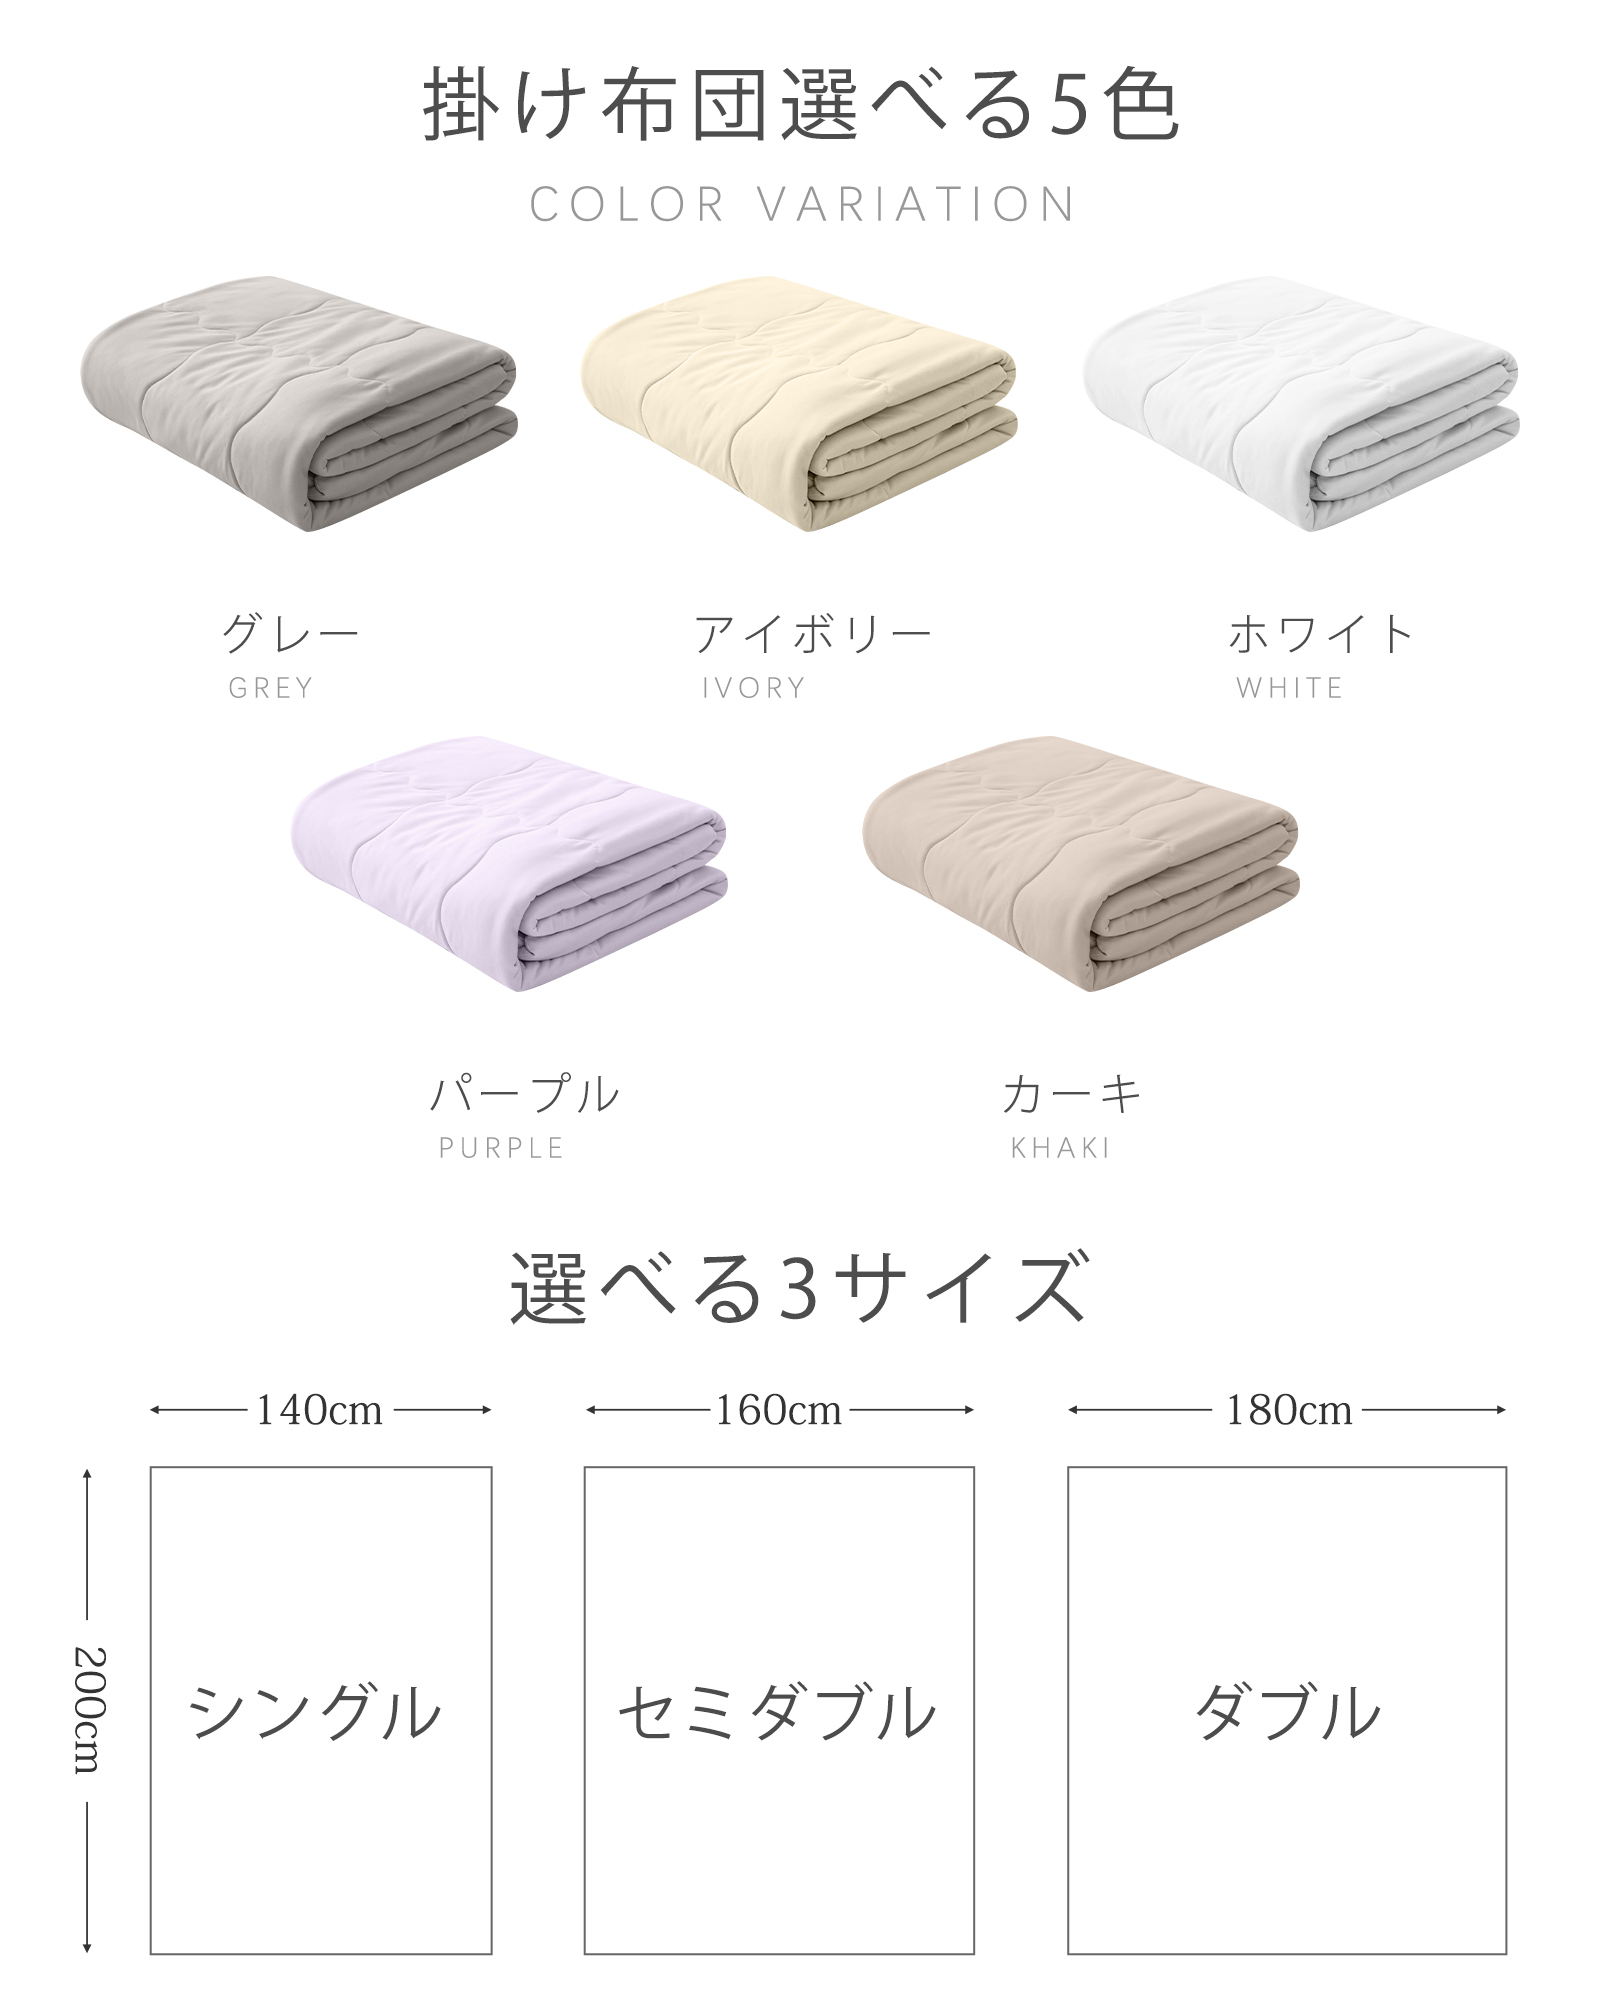 掛け布団選べる5色
COLOR VARIATION
グレー
GREY
アイボリー
IVORY
ホワイト
WHITE
パープル
PURPLE
カーキ
KHAKI
選べる3サイズ
140cm
160cm
180cm
200cm
シングル
セミダブル
ダブル